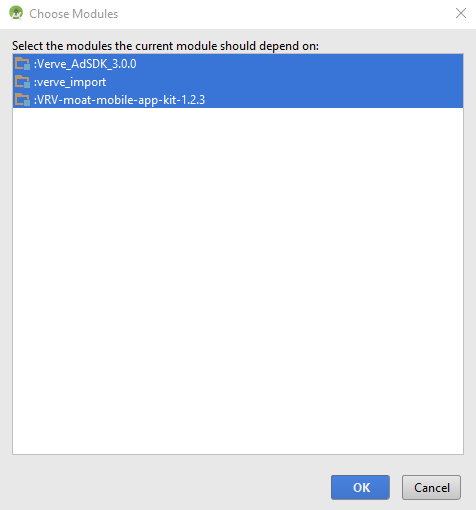 Choose Modules
Select the modules the current module should depend on:
:Verve_AdSDK_3.0.0
:verve_import
:VRV-moat-mobile-app-kit-1.2.3
OK
Cancel